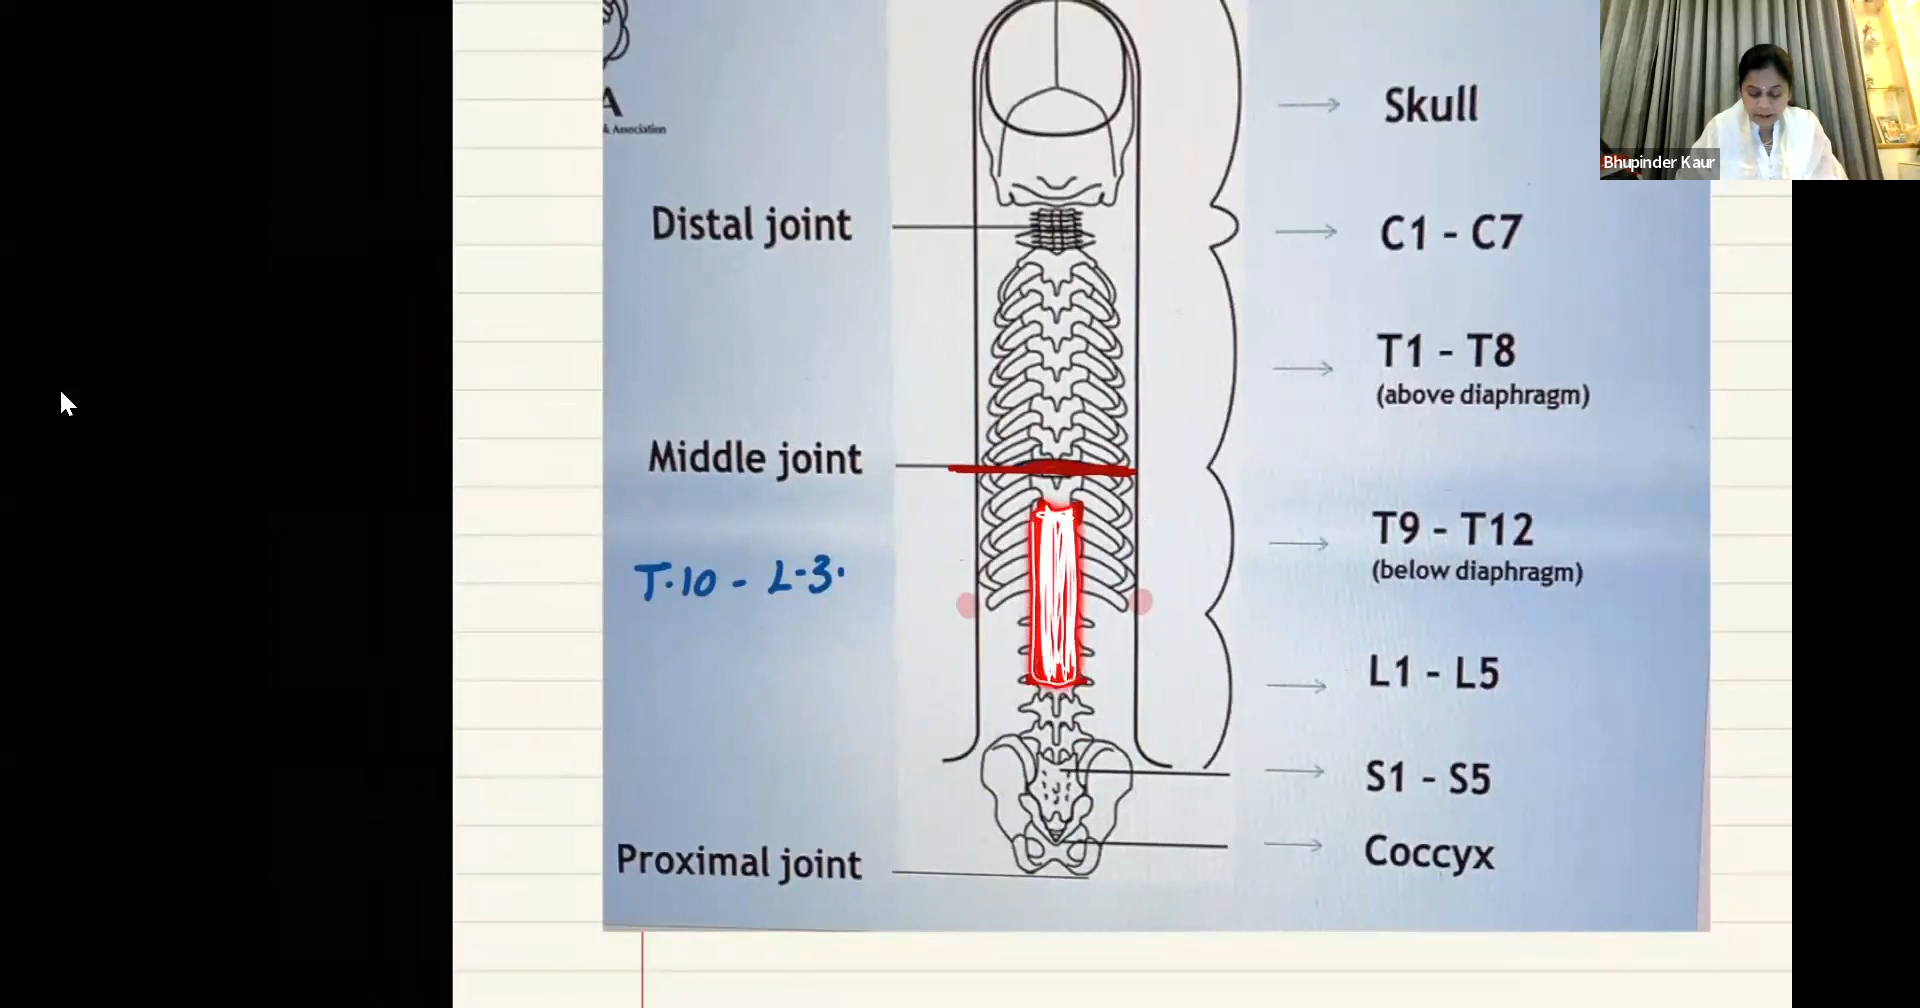 A
& Association
Skull
Bhupinder Kaur
Distal joint
C1 - C7
T1 - T8
(above diaphragm)
Middle joint
T9 - T12
(below diaphragm)
T.10 - L-3.
L1 - L5
S1 - S5
Proximal joint
Coccyx